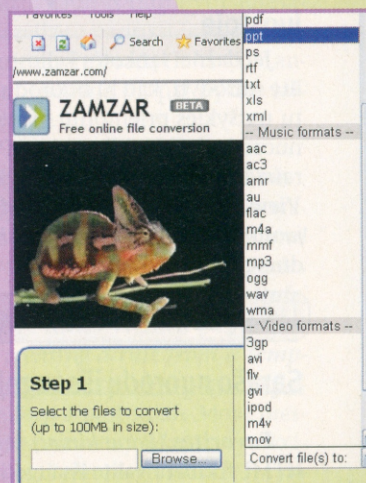 Favorites Tools Help
Search Favorites
/www.zamzar.com/
ZAMZAR BETA
Free online file conversion
Step 1
Select the files to convert
(up to 100MB in size):
Browse...
pdf
ppt
ps
rtf
txt
xls
xml
-- Music formats --
aac
ac3
amr
au
flac
m4a
mmf
mp3
ogg
wav
wma
-- Video formats --
3gp
avi
flv
gvi
ipod
m4v
mov
Convert file(s) to: